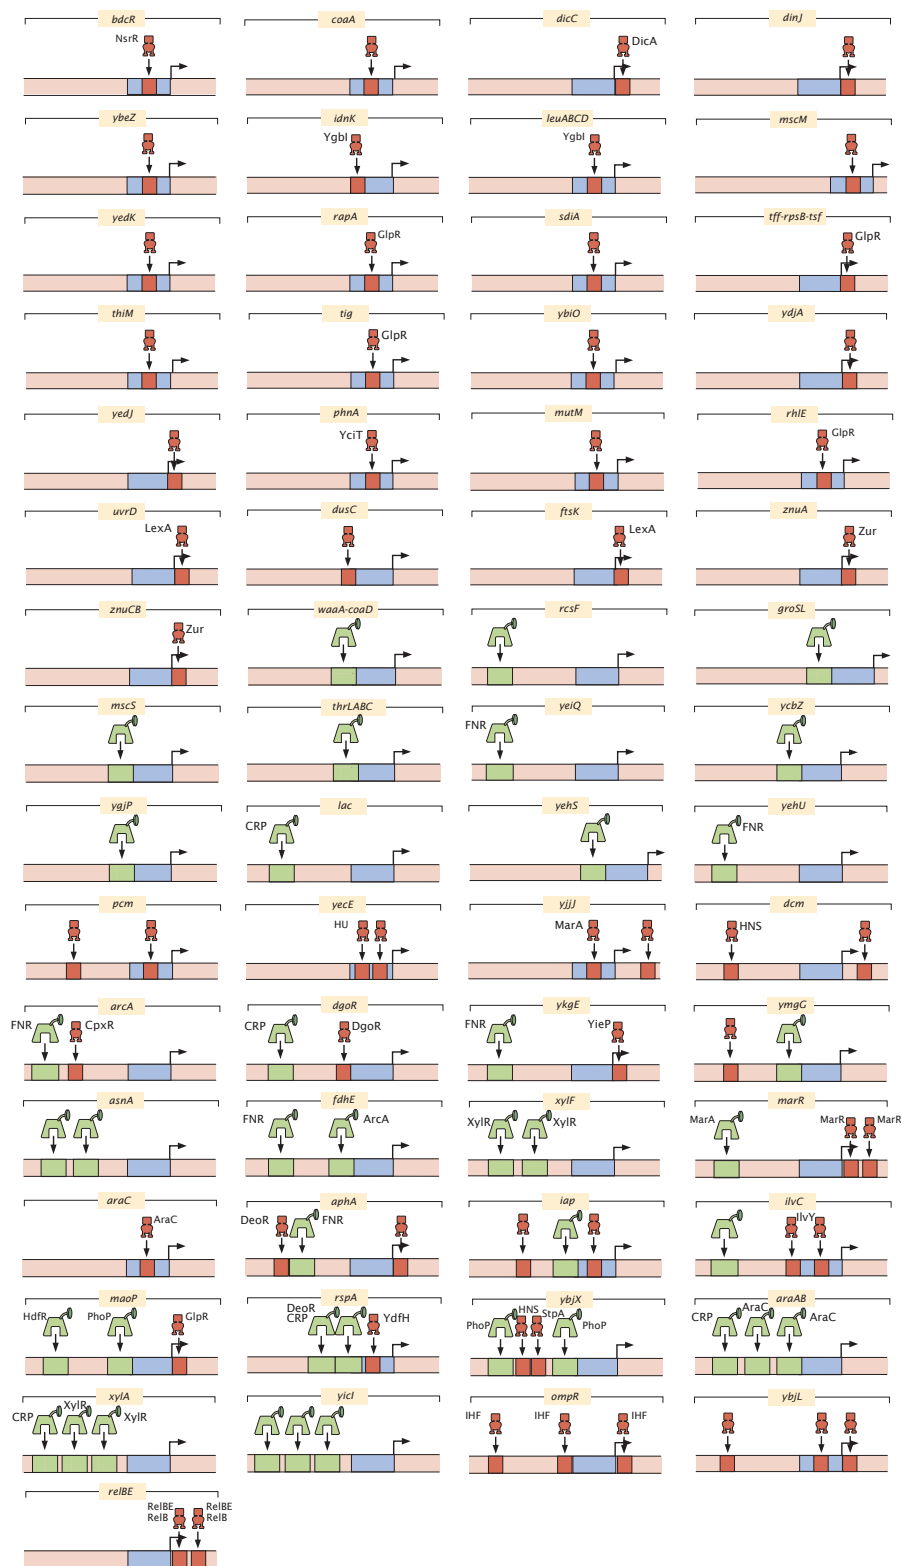 bdcR
coaA
dicC
dinJ
NsrR
DicA
ybeZ
idnK
leuABCD
mscM
YgbI
YgbI
yedK
rapA
sdiA
tff-rpsB-tsf
GlpR
GlpR
thiM
tig
ybiO
ydjA
GlpR
yedJ
phnA
mutM
rhlE
YciT
GlpR
uvrD
dusC
ftsK
znuA
LexA
LexA
Zur
znuCB
waaA-coaD
rcsF
groSL
Zur
mscS
thrLABC
yeiQ
ycbZ
FNR
ygjP
lac
yehS
yehU
CRP
FNR
pcm
yecE
yjjJ
dcm
HU
MarA
HNS
arcA
dgoR
ykgE
ymgG
FNR
CpxR
CRP
DgoR
FNR
YieP
asnA
fdhE
xylF
marR
FNR
ArcA
XylR
XylR
MarA
MarR
MarR
araC
aphA
iap
ilvC
AraC
DeoR
FNR
IlvY
maoP
rspA
ybjX
araAB
HdfR
PhoP
GlpR
DeoR
CRP
YdfH
PhoP
HNS
StpA
PhoP
CRP
AraC
AraC
xylA
yicI
ompR
ybjL
CRP
XylR
XylR
IHF
IHF
IHF
relBE
RelBE
RelB
RelBE
RelB